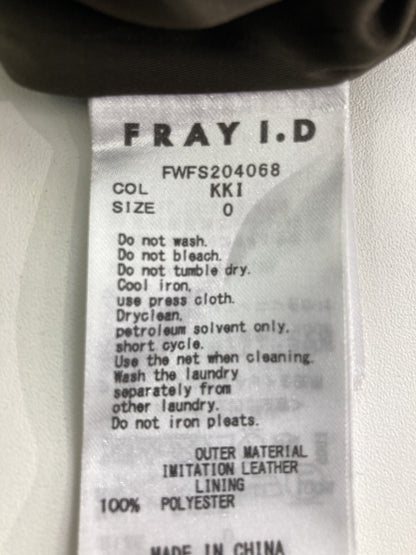 FRAY I.D
FWFS204068
COL KKI
SIZE 0
Do not wash.
Do not bleach.
Do not tumble dry.
Cool iron,
use press cloth.
Dryclean,
petroleum solvent only,
short cycle.
Use the net when cleaning.
Wash the laundry
separately from
other laundry.
Do not iron pleats.
OUTER MATERIAL
IMITATION LEATHER
LINING
100% POLYESTER
MADE IN CHINA